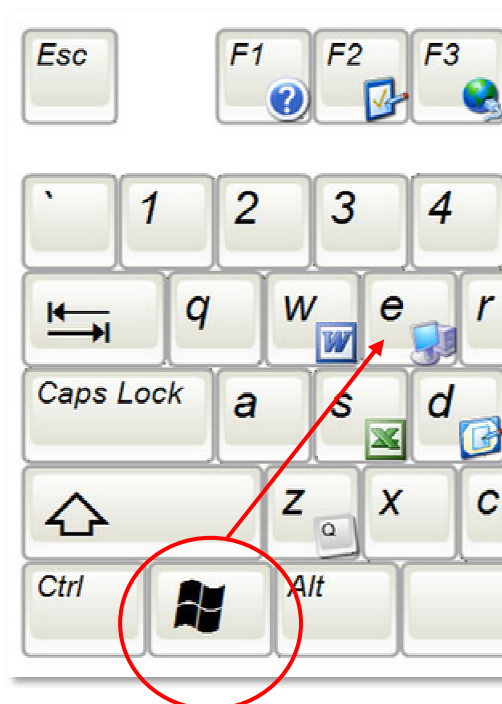 Esc F1 F2 F3
` 1 2 3 4
q w e r
Caps Lock a s d
z x c
Q
Ctrl Alt